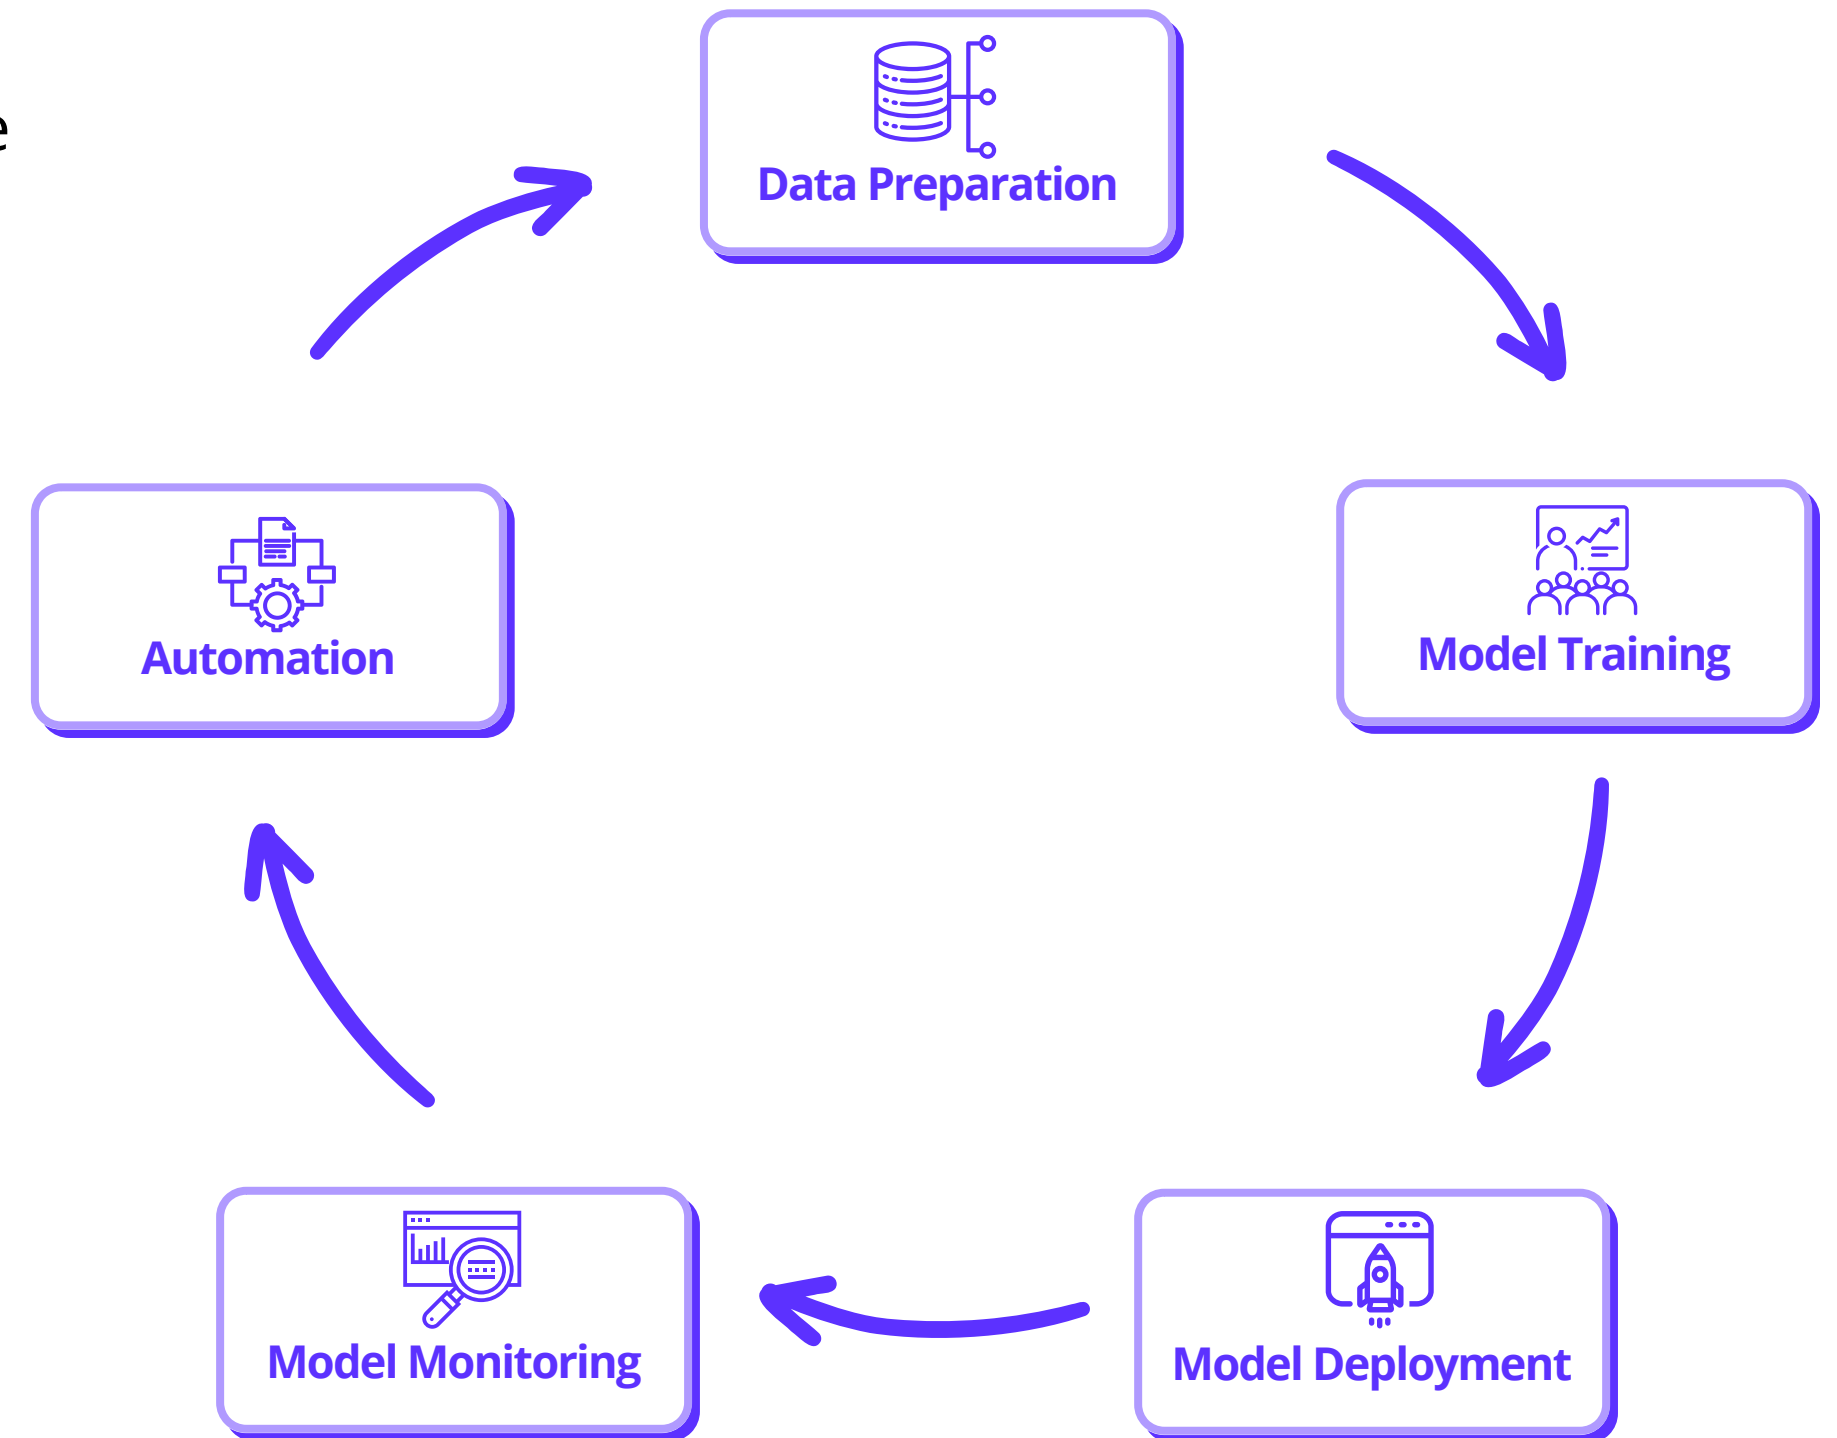 e
Data Preparation
Automation
Model Training
Model Monitoring
Model Deployment